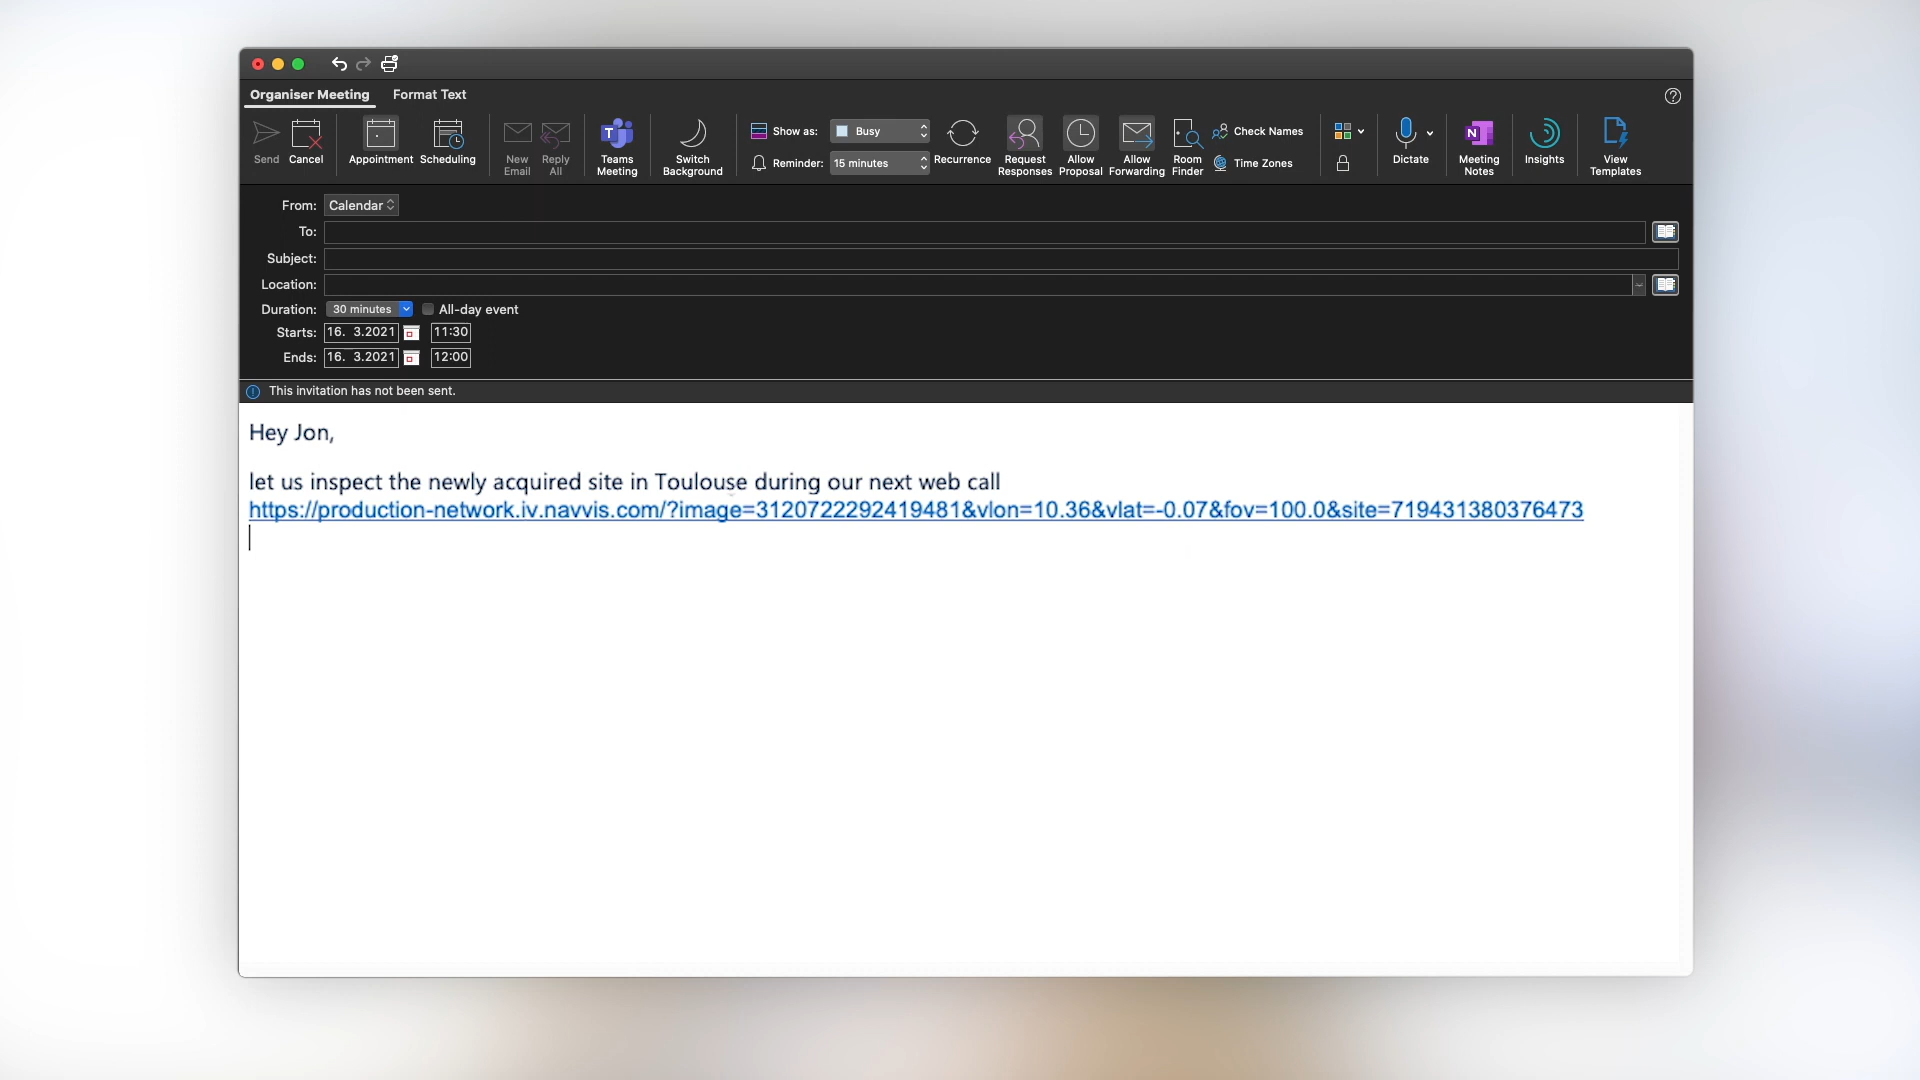 Organiser Meeting Format Text
Send Cancel Appointment Scheduling New Email Reply All Teams Meeting Switch Background Show as: Busy Reminder: 15 minutes Recurrence Request Responses Allow Proposal Allow Forwarding Room Finder Check Names Time Zones Dictate Meeting Notes Insights View Templates
From: Calendar
To:
Subject:
Location:
Duration: 30 minutes All-day event
Starts: 16. 3.2021 11:30
Ends: 16. 3.2021 12:00
This invitation has not been sent.
Hey Jon,
let us inspect the newly acquired site in Toulouse during our next web call
https://production-network.iv.navvis.com/?image=3120722292419481&vlon=10.36&vlat=-0.07&fov=100.0&site=719431380376473